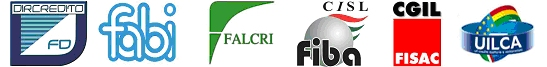 DIRCREDITO
FD
fabi
FALCRI
CISL
Fiba
CGIL
FISAC
UILCA